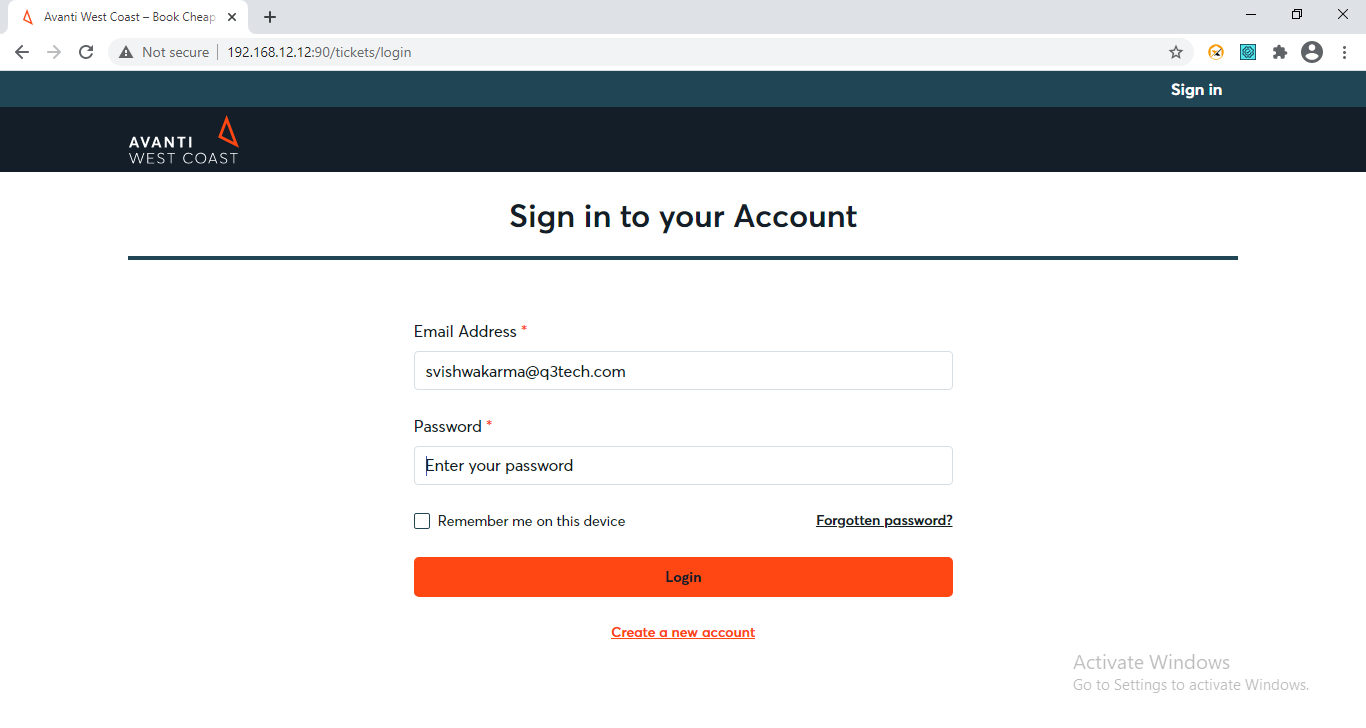 Avanti West Coast – Book Cheap
Not secure
192.168.12.12:90/tickets/login
Sign in
AVANTI
WEST COAST
Sign in to your Account
Email Address *
svishwakarma@q3tech.com
Password *
Enter your password
Remember me on this device
Forgotten password?
Login
Create a new account
Activate Windows
Go to Settings to activate Windows.